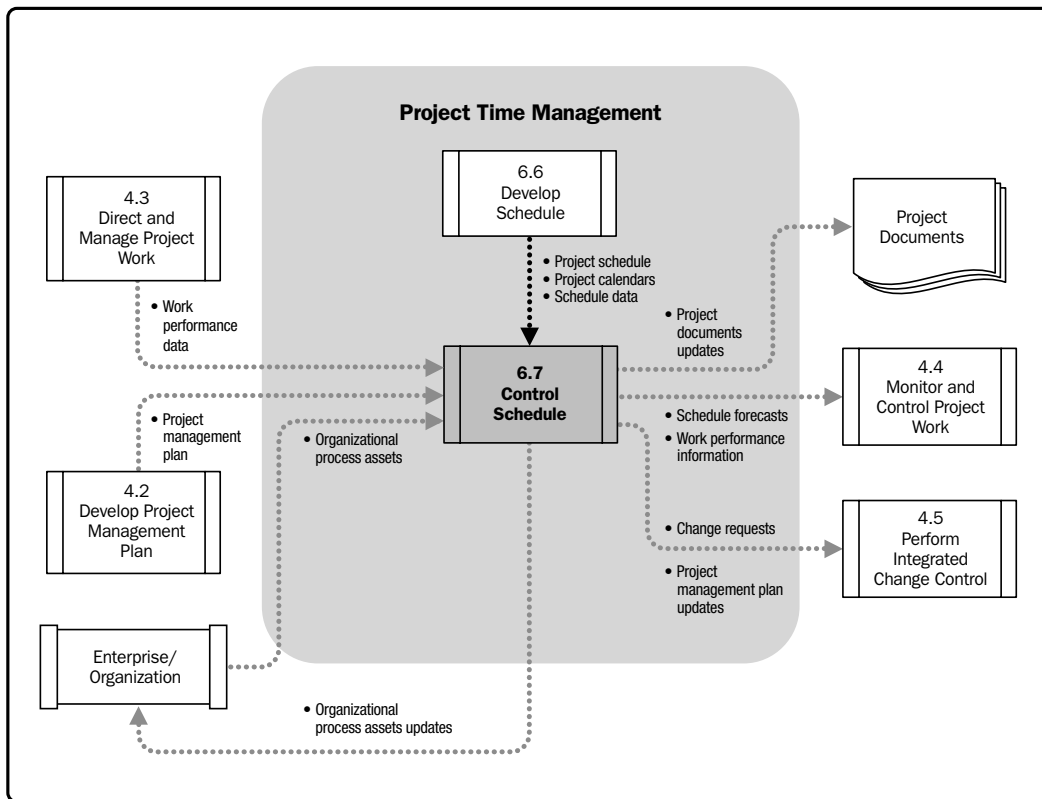 Project Time Management
6.6
Develop
Schedule
4.3
Direct and
Manage Project
Work
Project
Documents
• Project schedule
• Project calendars
• Schedule data
• Work
performance
data
• Project
documents
updates
6.7
Control
Schedule
4.4
Monitor and
Control Project
Work
• Project
management
plan
• Organizational
process assets
• Schedule forecasts
• Work performance
information
4.2
Develop Project
Management
Plan
• Change requests
• Project
management plan
updates
4.5
Perform
Integrated
Change Control
Enterprise/
Organization
• Organizational
process assets updates